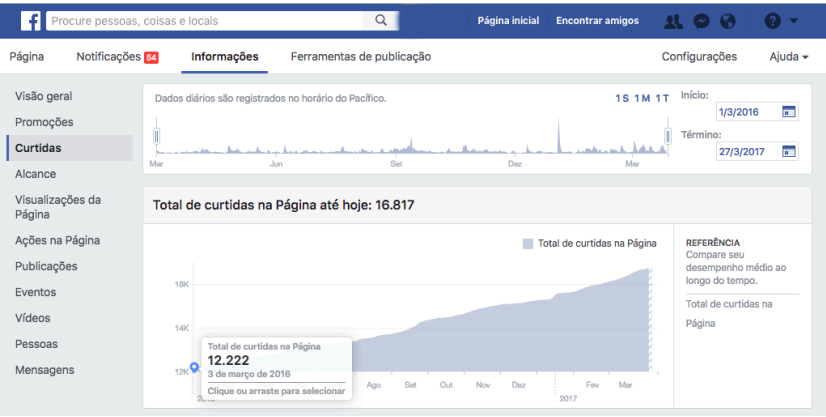 f Procure pessoas, coisas e locais
Página inicial Encontrar amigos
Página Notificações 54 Informações Ferramentas de publicação Configurações Ajuda
Visão geral
Promoções
Curtidas
Alcance
Visualizações da
Página
Ações na Página
Publicações
Eventos
Vídeos
Pessoas
Mensagens
Dados diários são registrados no horário do Pacífico.
1S 1M 1T
Início:
1/3/2016
Término:
27/3/2017
Mar Jun Set Dez Mar
Total de curtidas na Página até hoje: 16.817
Total de curtidas na Página
16K
14K
12K
Total de curtidas na Página
12.222
3 de março de 2016
Clique ou arraste para selecionar
Ago Set Out Nov Dez Fev Mar
2017
REFERÊNCIA
Compare seu
desempenho médio ao
longo do tempo.
Total de curtidas na
Página